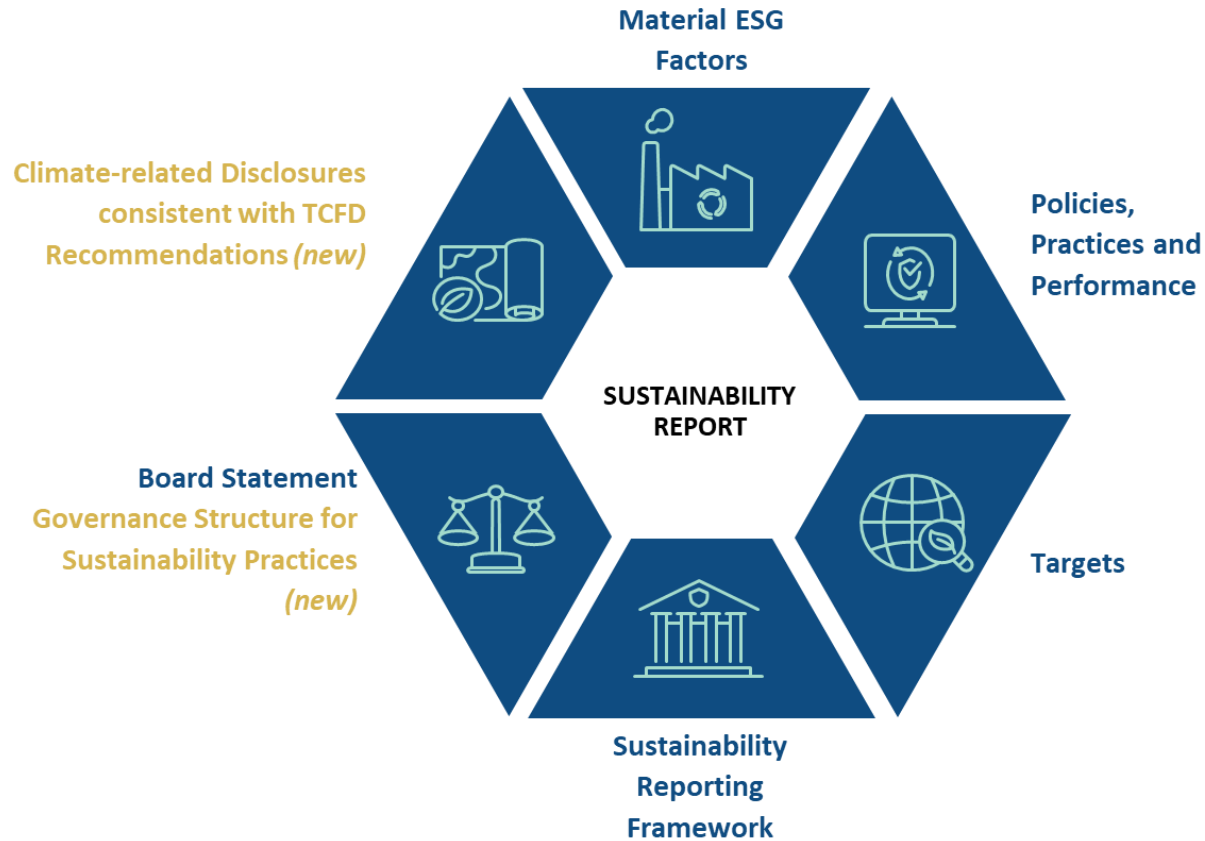 Material ESG
Factors
Climate-related Disclosures
consistent with TCFD
Recommendations (new)
Policies,
Practices and
Performance
SUSTAINABILITY
REPORT
Board Statement
Governance Structure for
Sustainability Practices
(new)
Targets
Sustainability
Reporting
Framework